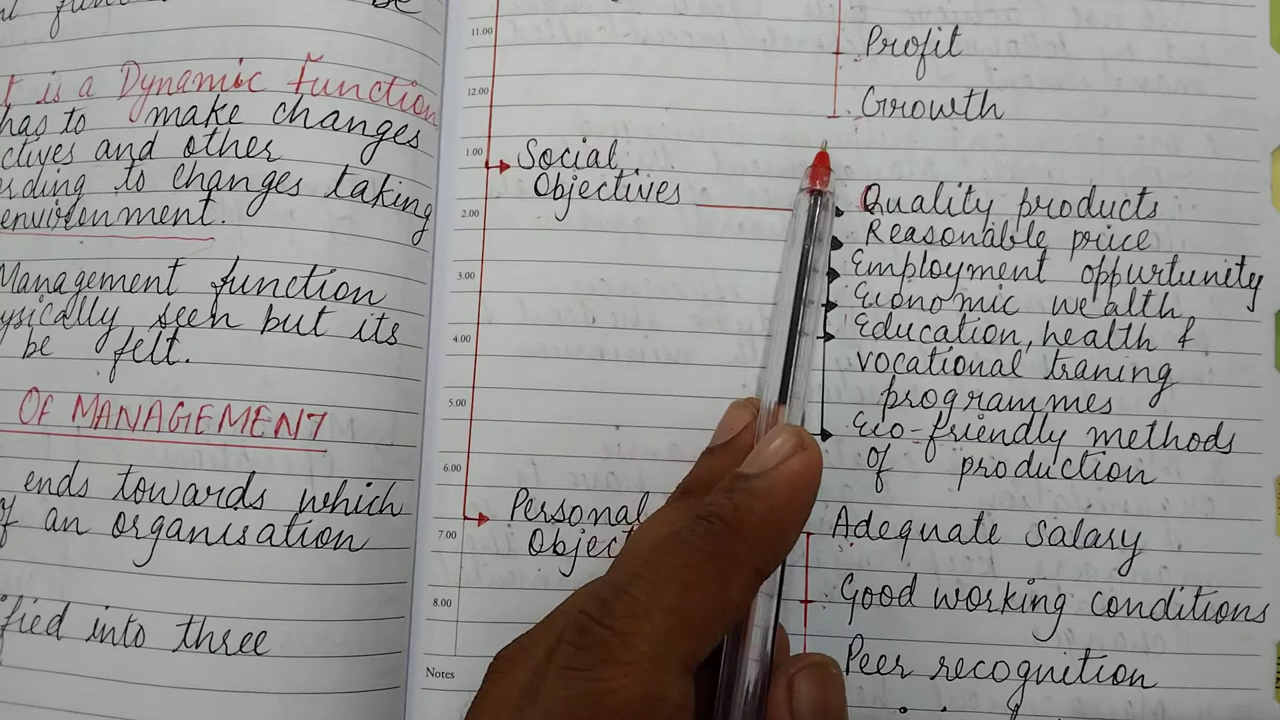 be
is a Dynamic Function
has to make changes
ctives and other
rding to changes taking
environment.
Management function
ysically seen but its
be felt.
OF MANAGEMENT
ends towards which
of an organisation
fied into three
11.00
Profit
12.00
Growth
1.00
Social
Objectives
2.00
Quality products
Reasonable price
3.00
Employment oppurtunity
Economic wealth
4.00
Education, health &
vocational traning
5.00
programmes
Eco-friendly methods
6.00
of production
Personal
7.00
Object
Adequate salary
8.00
Good working conditions
Notes
Peer recognition